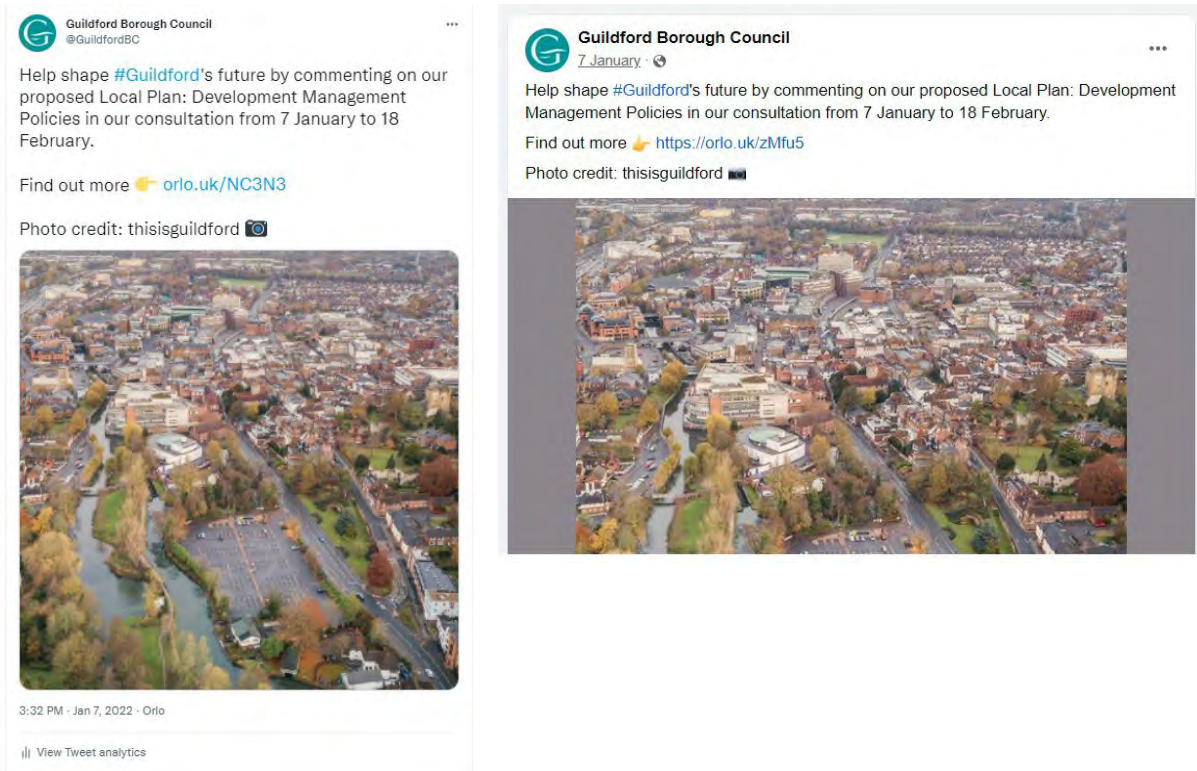 Guildford Borough Council
@GuildfordBC
Help shape #Guildford's future by commenting on our
proposed Local Plan: Development Management
Policies in our consultation from 7 January to 18
February.
Find out more 👉 orlo.uk/NC3N3
Photo credit: thisisguildford 📷
3:32 PM · Jan 7, 2022 · Orlo
View Tweet analytics
Guildford Borough Council
7 January ·
Help shape #Guildford's future by commenting on our proposed Local Plan: Development
Management Policies in our consultation from 7 January to 18 February.
Find out more 👉 https://orlo.uk/zMfu5
Photo credit: thisisguildford 📷